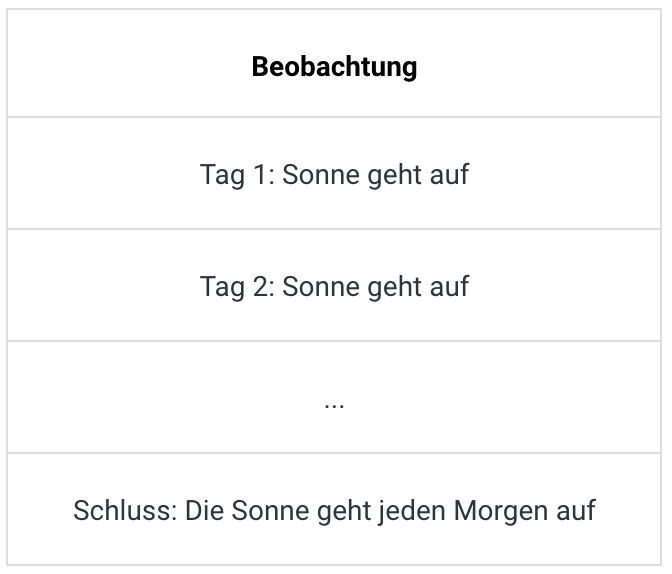 Beobachtung
Tag 1: Sonne geht auf
Tag 2: Sonne geht auf
...
Schluss: Die Sonne geht jeden Morgen auf